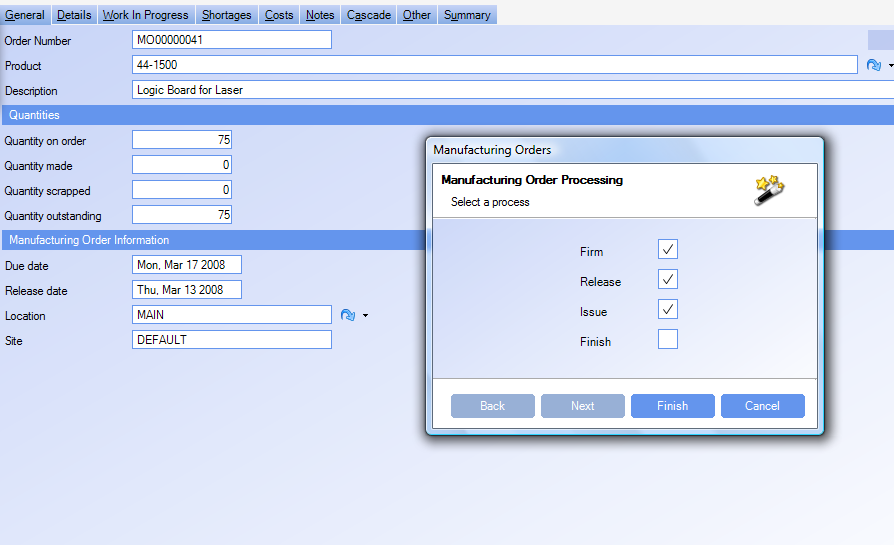 General Details Work In Progress Shortages Costs Notes Cascade Other Summary
Order Number MO00000041
Product 44-1500
Description Logic Board for Laser
Quantities
Quantity on order 75
Quantity made 0
Quantity scrapped 0
Quantity outstanding 75
Manufacturing Order Information
Due date Mon, Mar 17 2008
Release date Thu, Mar 13 2008
Location MAIN
Site DEFAULT
Manufacturing Orders
Manufacturing Order Processing
Select a process
Firm
Release
Issue
Finish
Back Next Finish Cancel